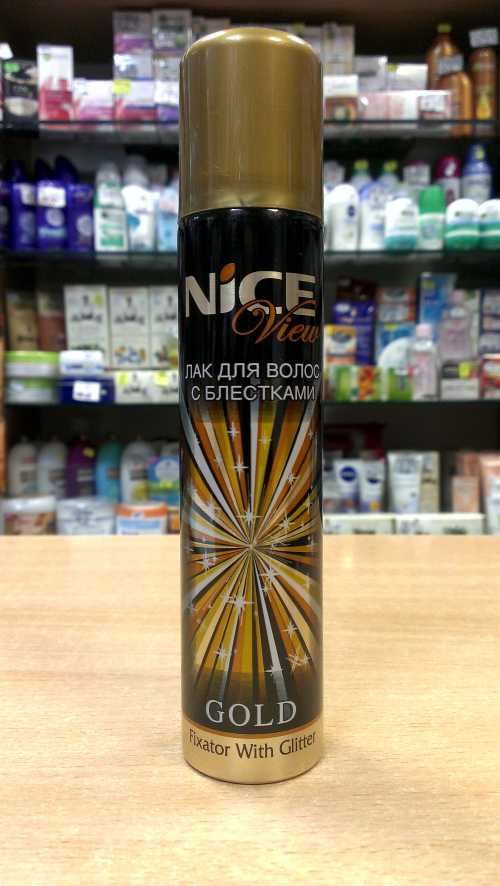 NiCE
View
ЛАК ДЛЯ ВОЛОС
С БЛЕСТКАМИ
GOLD
Fixator With Glitter